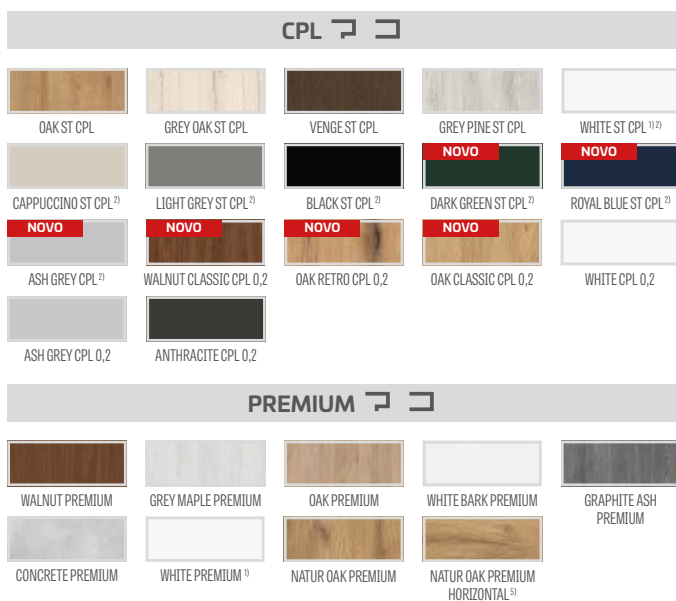 CPL
OAK ST CPL
GREY OAK ST CPL
VENGE ST CPL
GREY PINE ST CPL
WHITE ST CPL 1) 2)
NOVO
NOVO
CAPPUCCINO ST CPL 2)
LIGHT GREY ST CPL 2)
BLACK ST CPL 2)
DARK GREEN ST CPL 2)
ROYAL BLUE ST CPL 2)
NOVO
NOVO
NOVO
NOVO
ASH GREY CPL 2)
WALNUT CLASSIC CPL 0,2
OAK RETRO CPL 0,2
OAK CLASSIC CPL 0,2
WHITE CPL 0,2
ASH GREY CPL 0,2
ANTHRACITE CPL 0,2
PREMIUM
WALNUT PREMIUM
GREY MAPLE PREMIUM
OAK PREMIUM
WHITE BARK PREMIUM
GRAPHITE ASH
PREMIUM
CONCRETE PREMIUM
WHITE PREMIUM 1)
NATUR OAK PREMIUM
NATUR OAK PREMIUM
HORIZONTAL 5)